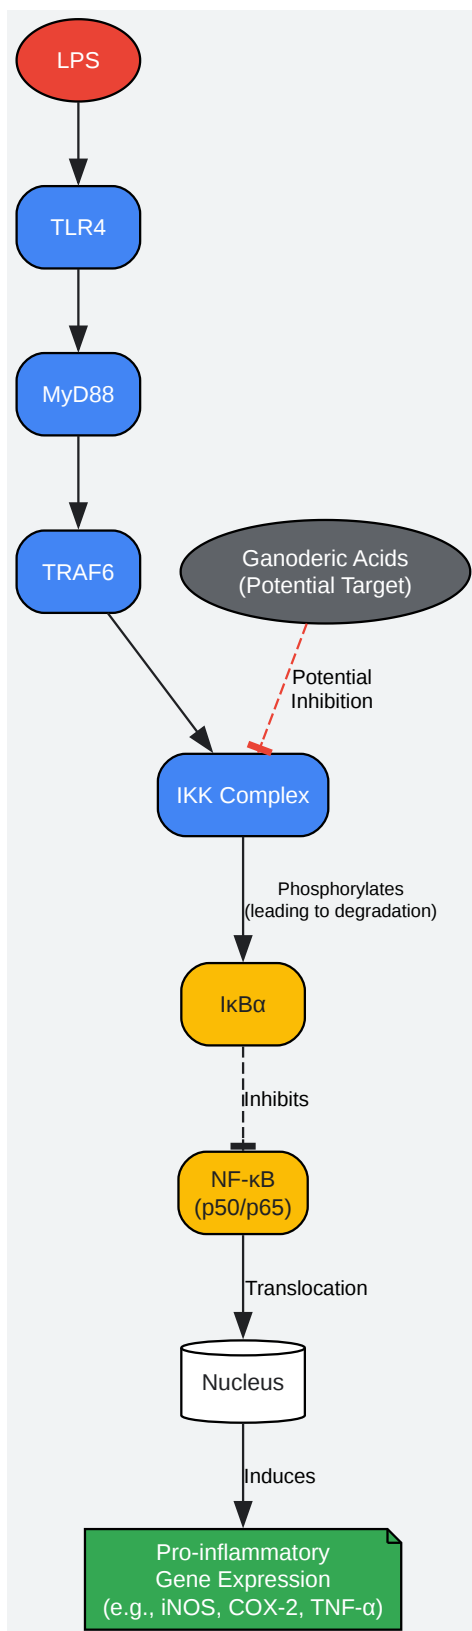 LPS
TLR4
MyD88
TRAF6
Ganoderic Acids
(Potential Target)
Potential
Inhibition
IKK Complex
Phosphorylates
(leading to degradation)
IκBα
Inhibits
NF-κB
(p50/p65)
Translocation
Nucleus
Induces
Pro-inflammatory
Gene Expression
(e.g., iNOS, COX-2, TNF-α)